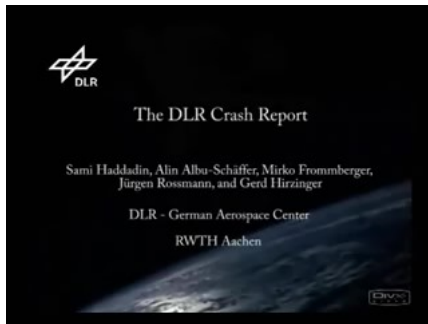 DLR
The DLR Crash Report
Sami Haddadin, Alin Albu-Schäffer, Mirko Frommberger,
Jürgen Rossmann, and Gerd Hirzinger
DLR - German Aerospace Center
RWTH Aachen